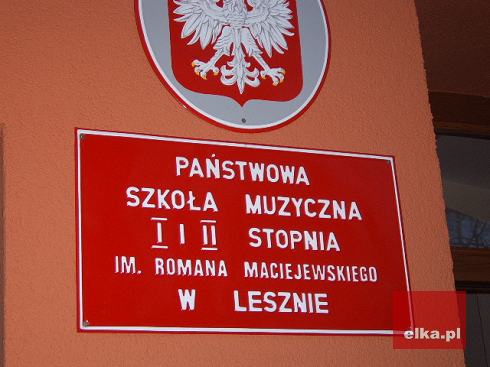 PAŃSTWOWA
SZKOŁA MUZYCZNA
I I II STOPNIA
IM. ROMANA MACIEJEWSKIEGO
W LESZNIE
elka.pl